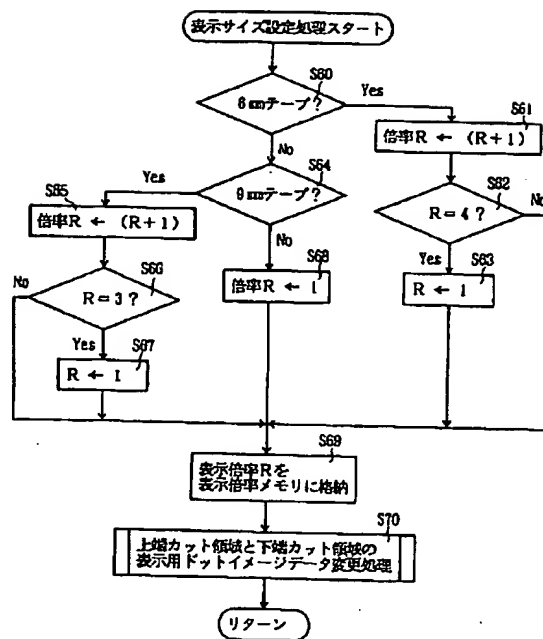 表示サイズ設定処理スタート
S60
6㎜テープ?
Yes
No
S61
倍率R ← (R+1)
S62
R=4?
No
Yes
S63
R ← 1
S64
9㎜テープ?
Yes
No
S65
倍率R ← (R+1)
S66
R=3?
No
Yes
S67
R ← 1
S68
倍率R ← 1
S69
表示倍率Rを
表示倍率メモリに格納
S70
上端カット領域と下端カット領域の
表示用ドットイメージデータ変更処理
リターン